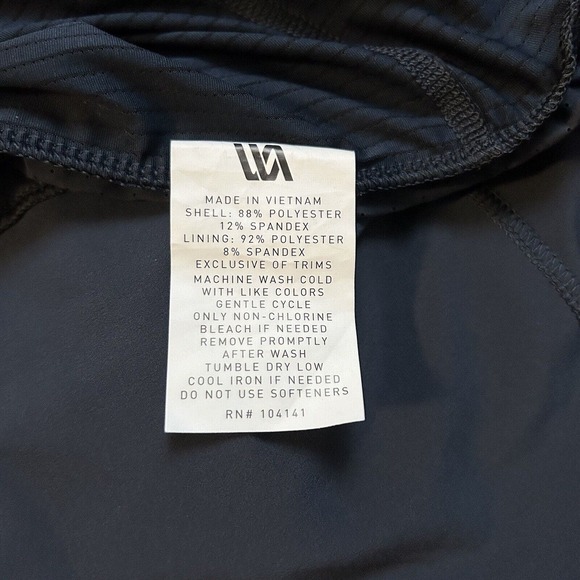 MADE IN VIETNAM
SHELL: 88% POLYESTER
12% SPANDEX
LINING: 92% POLYESTER
8% SPANDEX
EXCLUSIVE OF TRIMS
MACHINE WASH COLD
WITH LIKE COLORS
GENTLE CYCLE
ONLY NON-CHLORINE
BLEACH IF NEEDED
REMOVE PROMPTLY
AFTER WASH
TUMBLE DRY LOW
COOL IRON IF NEEDED
DO NOT USE SOFTENERS
RN# 104141